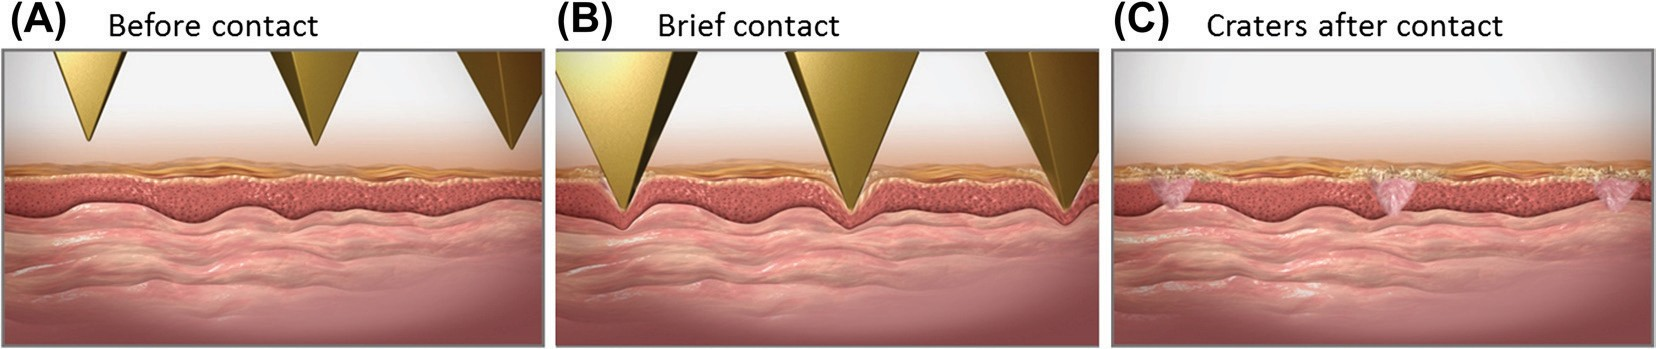 (A) Before contact
(B) Brief contact
(C) Craters after contact